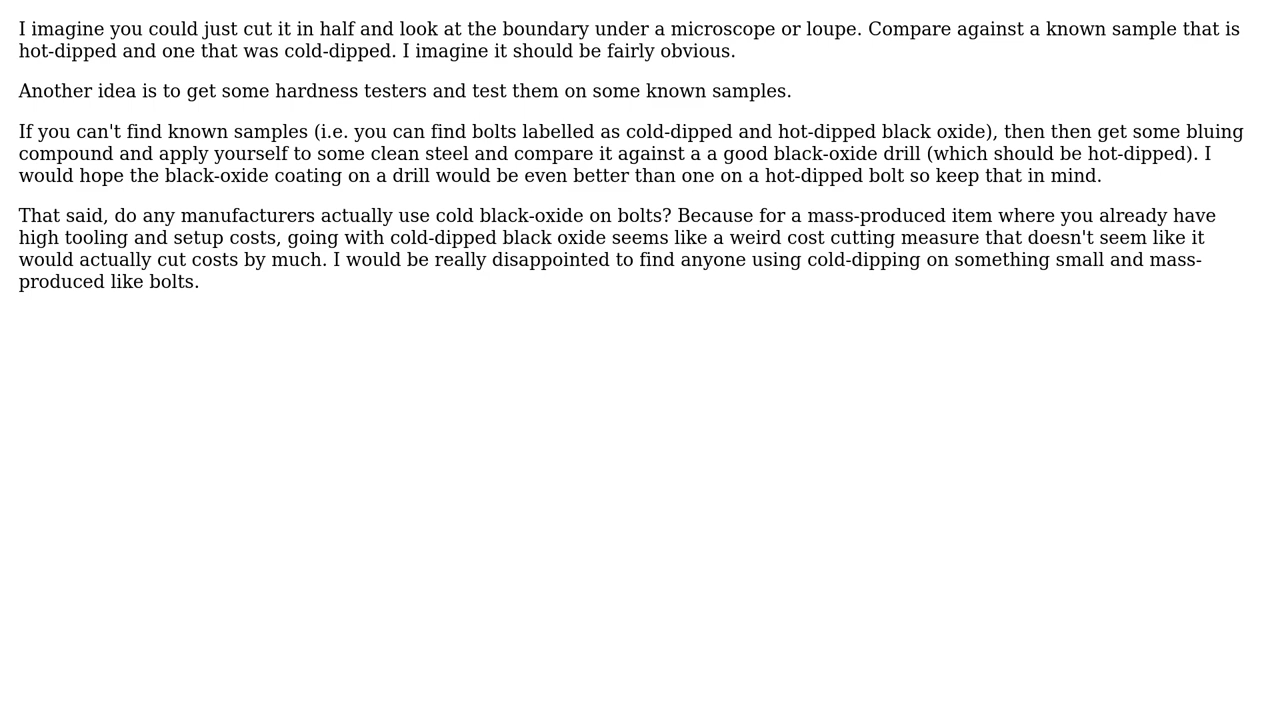 I imagine you could just cut it in half and look at the boundary under a microscope or loupe. Compare against a known sample that is
hot-dipped and one that was cold-dipped. I imagine it should be fairly obvious.
Another idea is to get some hardness testers and test them on some known samples.
If you can't find known samples (i.e. you can find bolts labelled as cold-dipped and hot-dipped black oxide), then then get some bluing
compound and apply yourself to some clean steel and compare it against a a good black-oxide drill (which should be hot-dipped). I
would hope the black-oxide coating on a drill would be even better than one on a hot-dipped bolt so keep that in mind.
That said, do any manufacturers actually use cold black-oxide on bolts? Because for a mass-produced item where you already have
high tooling and setup costs, going with cold-dipped black oxide seems like a weird cost cutting measure that doesn't seem like it
would actually cut costs by much. I would be really disappointed to find anyone using cold-dipping on something small and mass-
produced like bolts.